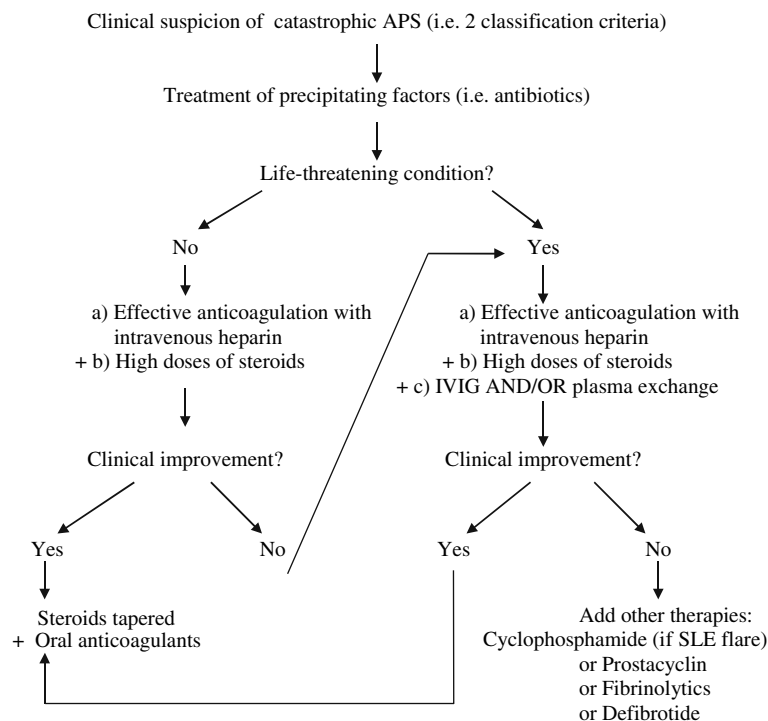 Clinical suspicion of catastrophic APS (i.e. 2 classification criteria)
Treatment of precipitating factors (i.e. antibiotics)
Life-threatening condition?
No
Yes
a) Effective anticoagulation with
intravenous heparin
+ b) High doses of steroids
a) Effective anticoagulation with
intravenous heparin
+ b) High doses of steroids
+ c) IVIG AND/OR plasma exchange
Clinical improvement?
Clinical improvement?
Yes
No
Yes
No
Steroids tapered
+ Oral anticoagulants
Add other therapies:
Cyclophosphamide (if SLE flare)
or Prostacyclin
or Fibrinolytics
or Defibrotide